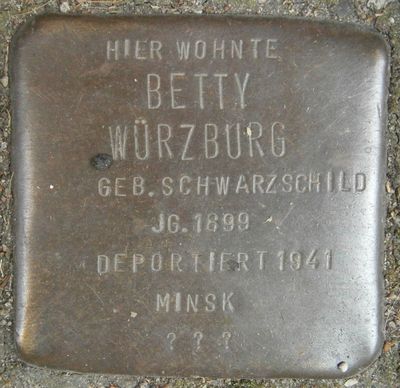 HIER WOHNTE
BETTY
WÜRZBURG
GEB. SCHWARZSCHILD
JG. 1899
DEPORTIERT 1941
MINSK
? ? ?